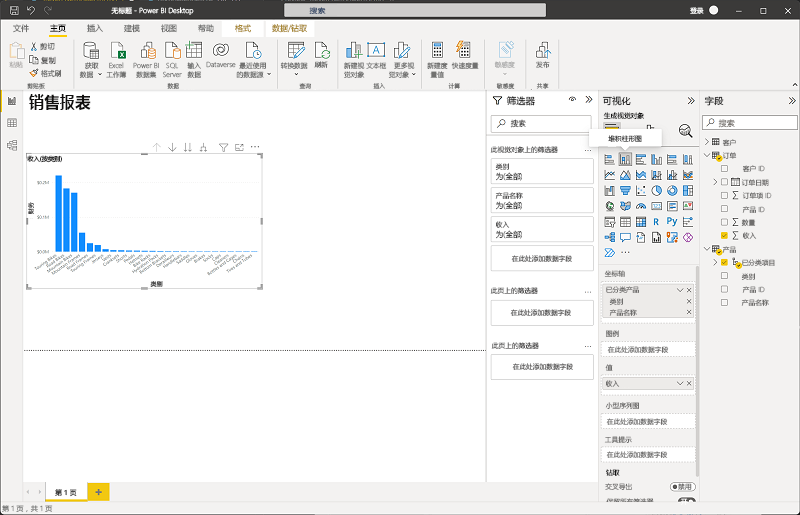 无标题 - Power BI Desktop
搜索
登录
文件
主页
插入
建模
视图
帮助
格式
数据/钻取
粘贴
剪切
复制
格式刷
剪贴板
获取
数据
Excel
工作簿
Power BI
数据集
SQL
Server
输入
数据
Dataverse
最近使用
的数据源
数据
转换数据
刷新
查询
新建视
觉对象
文本框
更多视
觉对象
插入
新建度
量值
快速度量
计算
敏感度
敏感度
发布
共享
销售报表
收入(按类别)
$0.2M
$0.1M
$0.0M
类别
筛选器
搜索
此视觉对象上的筛选器
类别
为(全部)
产品名称
为(全部)
收入
为(全部)
在此处添加数据字段
此页上的筛选器
在此处添加数据字段
此页上的筛选器
在此处添加数据字段
可视化
生成视觉对象
堆积柱形图
坐标轴
已分类产品
类别
产品名称
图例
在此处添加数据字段
值
收入
小型序列图
在此处添加数据字段
工具提示
在此处添加数据字段
钻取
交叉导出
禁用
字段
搜索
客户
订单
客户 ID
订单日期
订单项 ID
产品 ID
数量
收入
产品
已分类项目
类别
产品 ID
产品名称
第 1 页
第 1 页，共 1 页